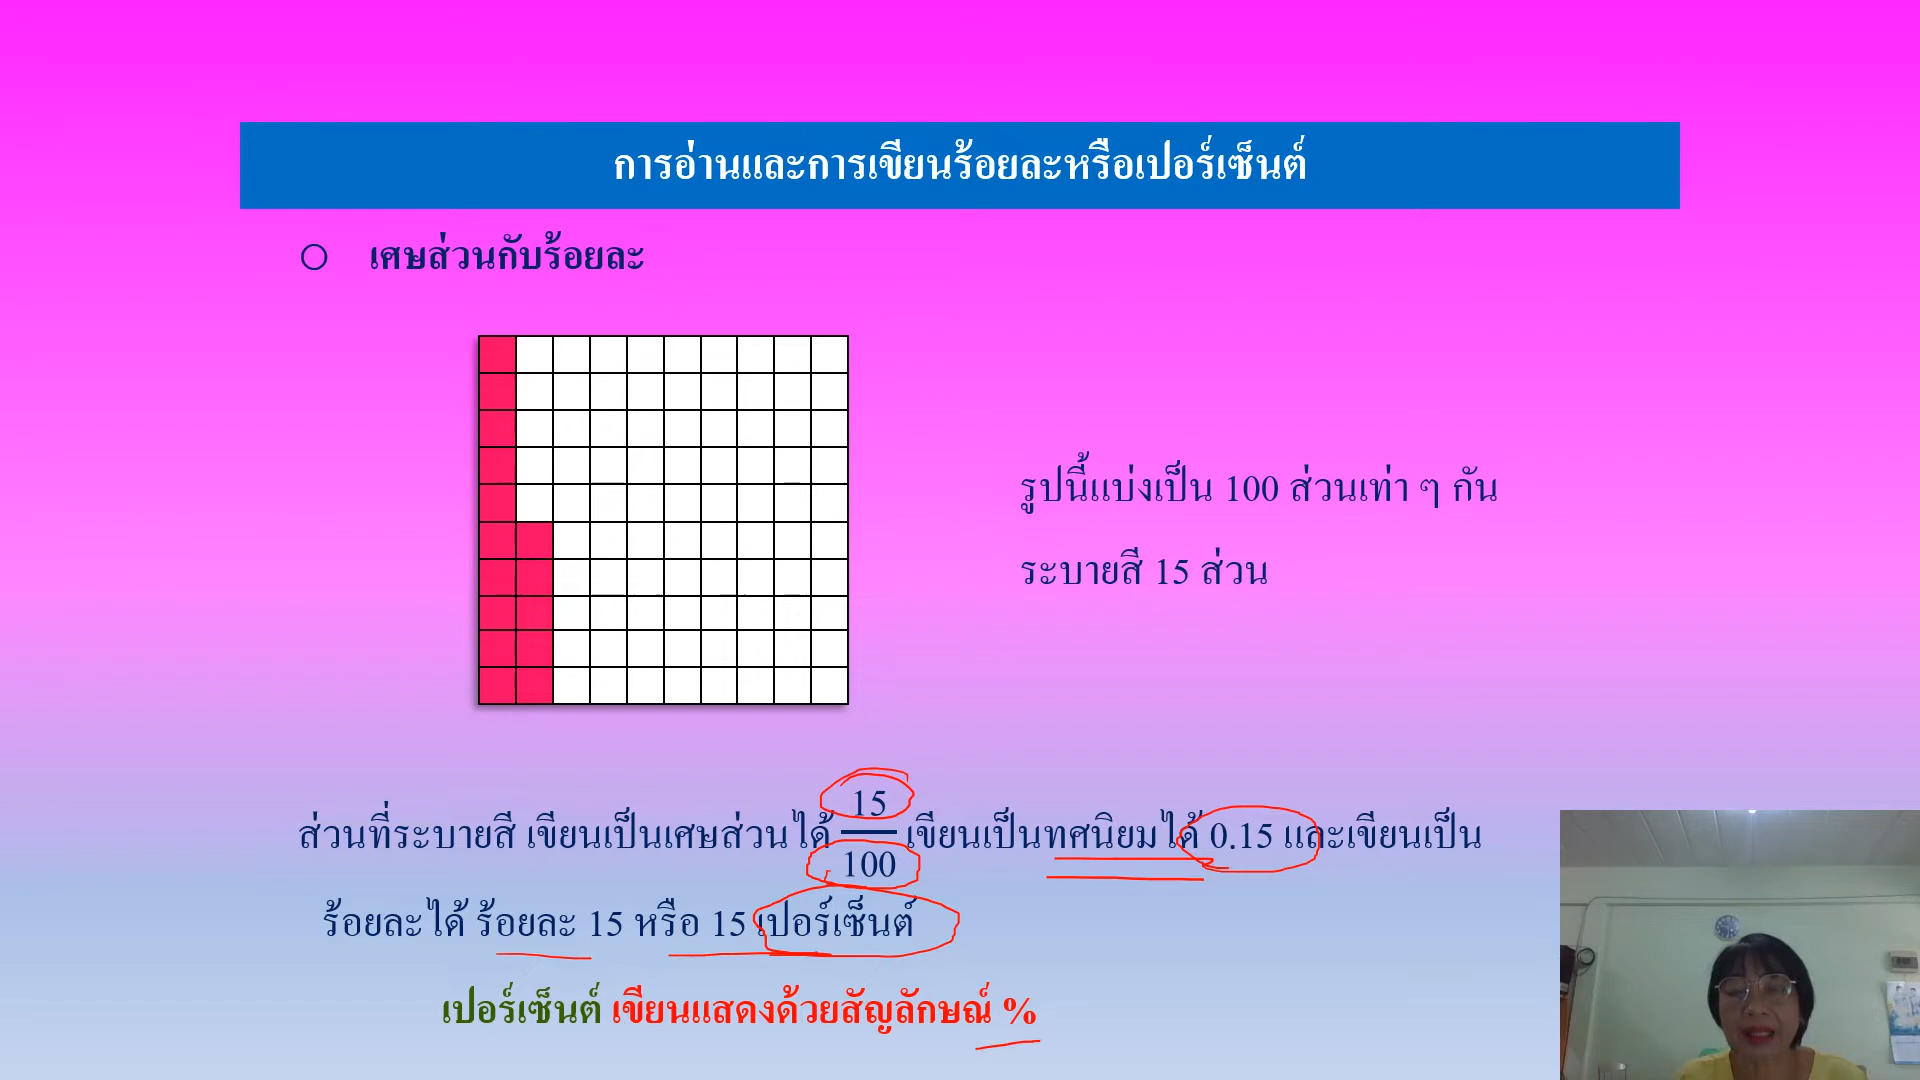 การอ่านและการเขียนร้อยละหรือเปอร์เซ็นต์
เศษส่วนกับร้อยละ
รูปนี้แบ่งเป็น 100 ส่วนเท่า ๆ กัน
ระบายสี 15 ส่วน
ส่วนที่ระบายสี เขียนเป็นเศษส่วนได้ 15/100 เขียนเป็นทศนิยมได้ 0.15 และเขียนเป็น
ร้อยละได้ ร้อยละ 15 หรือ 15 เปอร์เซ็นต์
เปอร์เซ็นต์ เขียนแสดงด้วยสัญลักษณ์ %